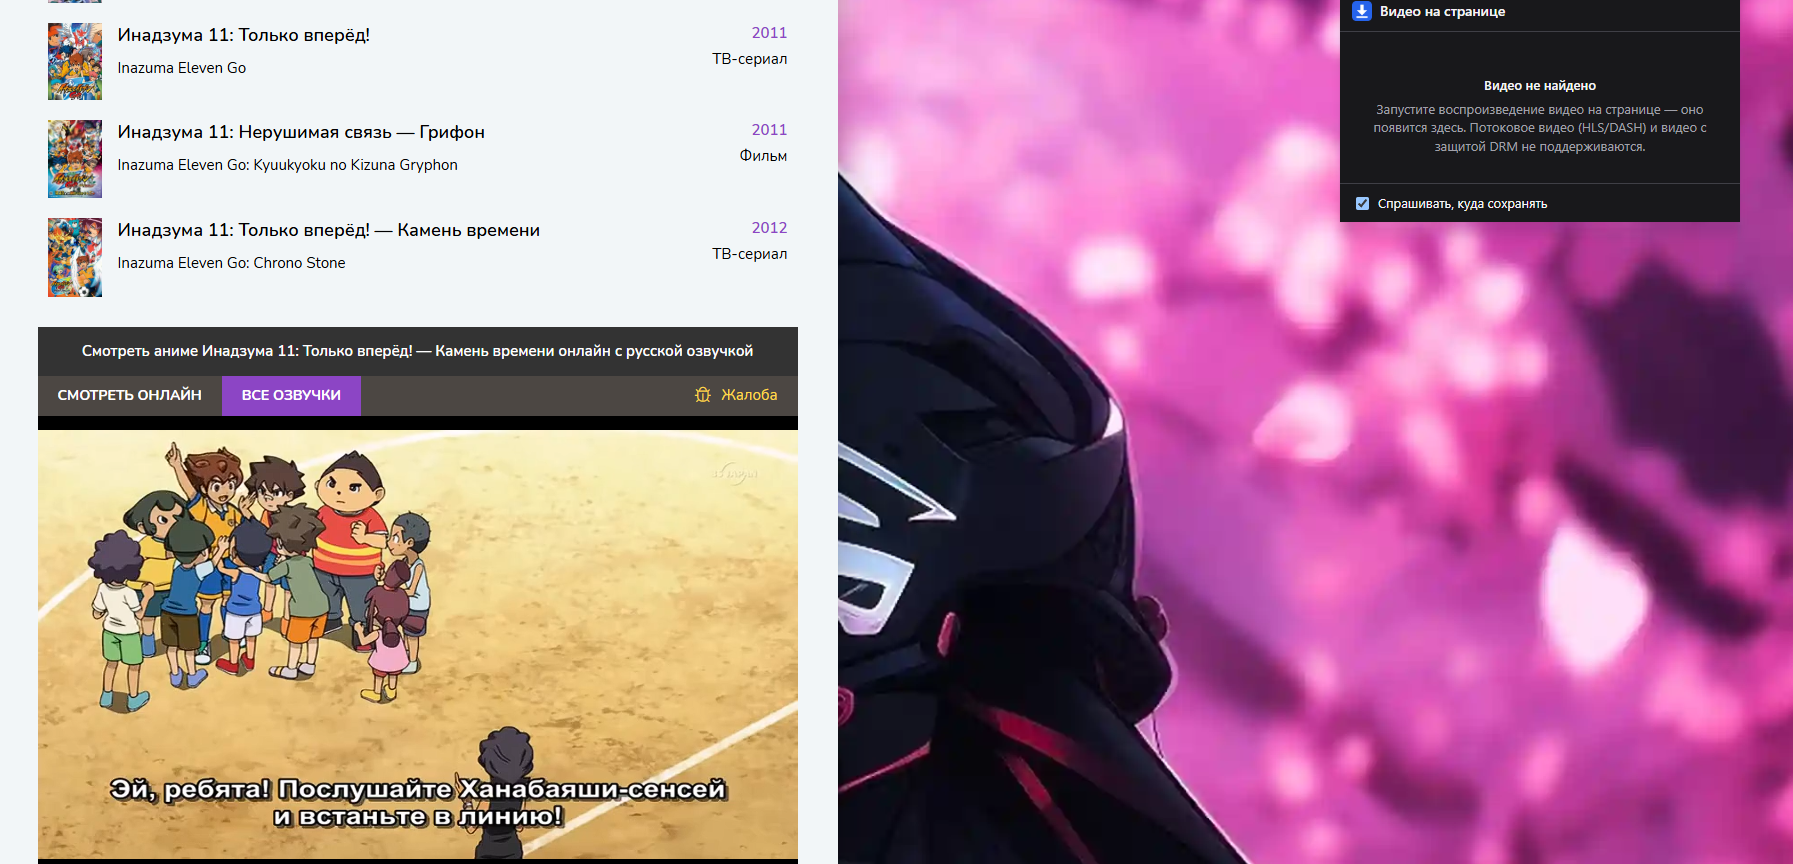 Инадзума 11: Только вперёд!
2011
Inazuma Eleven Go
ТВ-сериал
Инадзума 11: Нерушимая связь — Грифон
2011
Inazuma Eleven Go: Kyuukyoku no Kizuna Gryphon
Фильм
Инадзума 11: Только вперёд! — Камень времени
2012
Inazuma Eleven Go: Chrono Stone
ТВ-сериал
Смотреть аниме Инадзума 11: Только вперёд! — Камень времени онлайн с русской озвучкой
СМОТРЕТЬ ОНЛАЙН
ВСЕ ОЗВУЧКИ
Жалоба
Эй, ребята! Послушайте Ханабаяши-сенсей
и встаньте в линию!
Видео на странице
Видео не найдено
Запустите воспроизведение видео на странице — оно
появится здесь. Потоковое видео (HLS/DASH) и видео с
защитой DRM не поддерживаются.
Спрашивать, куда сохранять